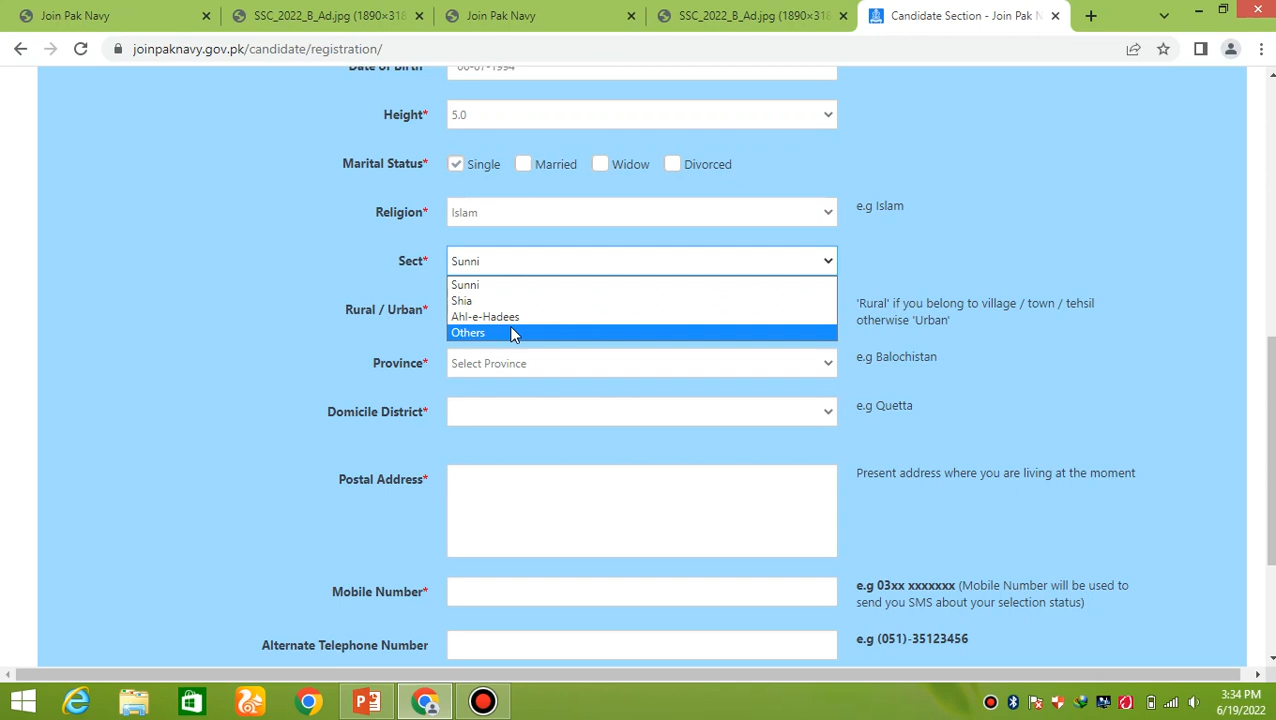 Join Pak Navy
SSC_2022_B_Ad.jpg (1890×318
Join Pak Navy
SSC_2022_B_Ad.jpg (1890×318
Candidate Section - Join Pak N
joinpaknavy.gov.pk/candidate/registration/
Date of Birth
Height* 5.0
Marital Status* Single Married Widow Divorced
Religion* Islam e.g Islam
Sect* Sunni
Sunni
Shia
Ahl-e-Hadees
Others
Rural / Urban* 'Rural' if you belong to village / town / tehsil
otherwise 'Urban'
Province* Select Province e.g Balochistan
Domicile District* e.g Quetta
Postal Address* Present address where you are living at the moment
Mobile Number* e.g 03xx xxxxxxx (Mobile Number will be used to
send you SMS about your selection status)
Alternate Telephone Number e.g (051)-35123456
3:34 PM
6/19/2022